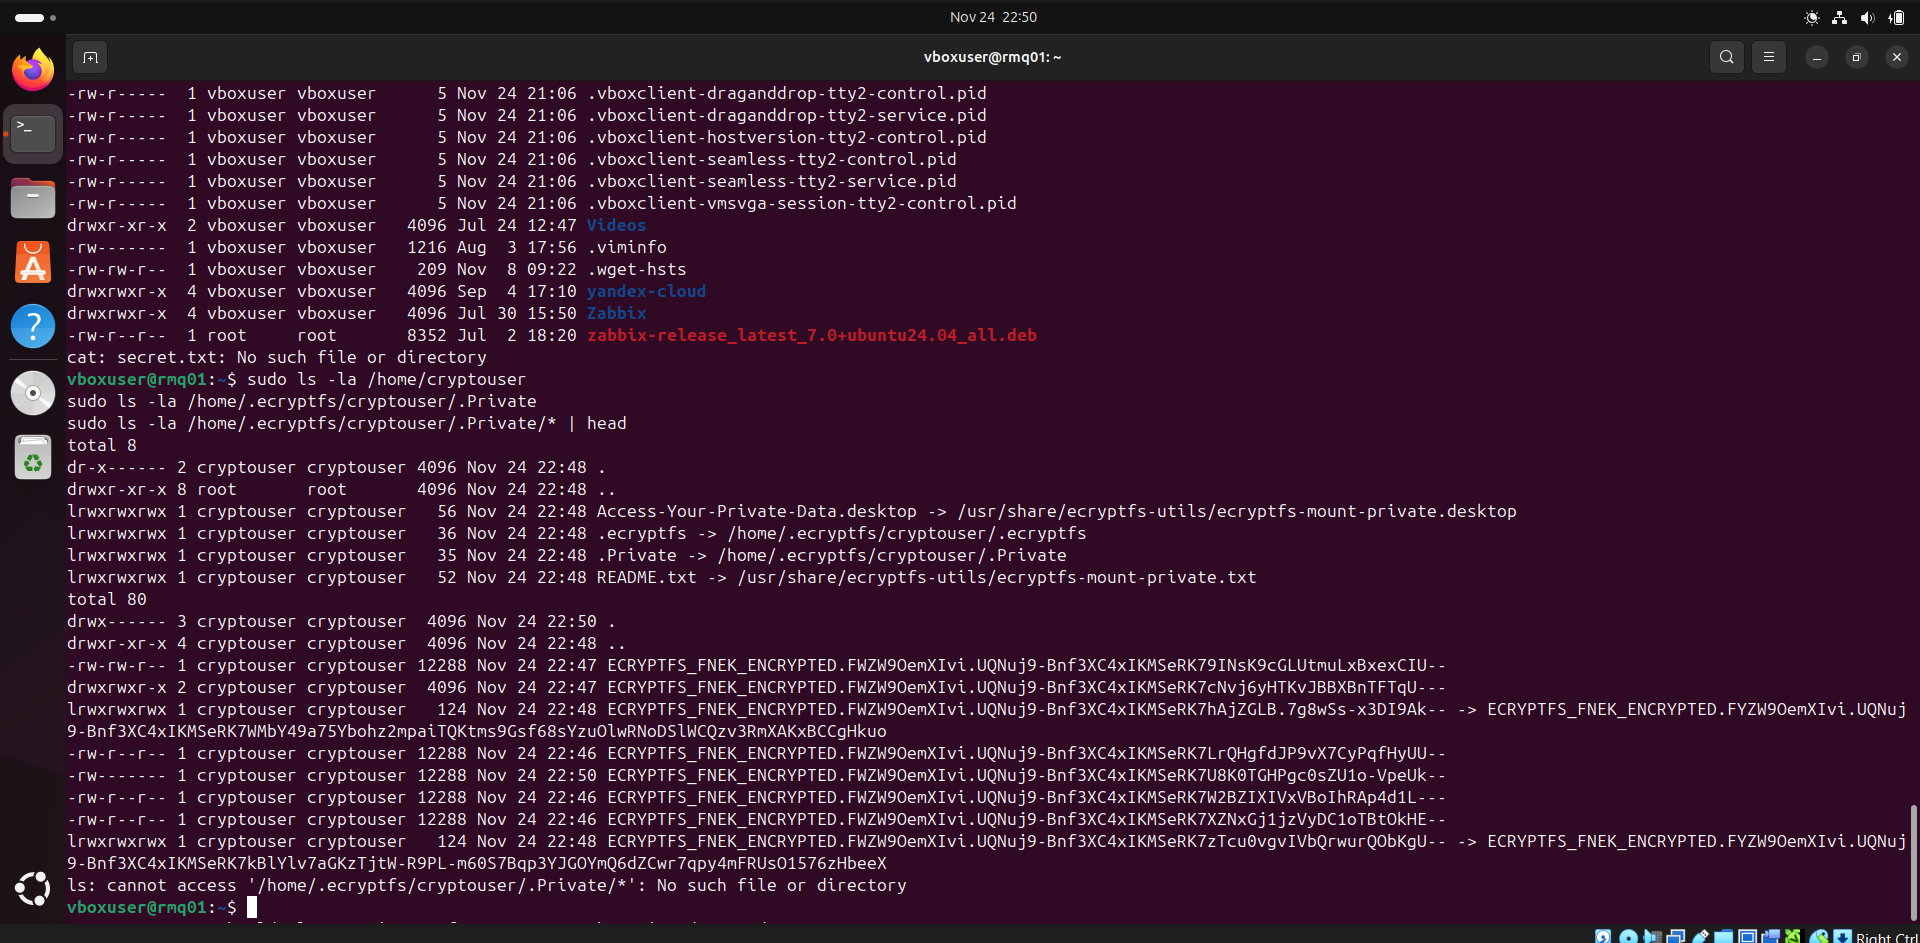 Nov 24 22:50
vboxuser@rmq01: ~
-rw-r----- 1 vboxuser vboxuser 5 Nov 24 21:06 .vboxclient-draganddrop-tty2-control.pid
-rw-r----- 1 vboxuser vboxuser 5 Nov 24 21:06 .vboxclient-draganddrop-tty2-service.pid
-rw-r----- 1 vboxuser vboxuser 5 Nov 24 21:06 .vboxclient-hostversion-tty2-control.pid
-rw-r----- 1 vboxuser vboxuser 5 Nov 24 21:06 .vboxclient-seamless-tty2-control.pid
-rw-r----- 1 vboxuser vboxuser 5 Nov 24 21:06 .vboxclient-seamless-tty2-service.pid
-rw-r----- 1 vboxuser vboxuser 5 Nov 24 21:06 .vboxclient-vmsvga-session-tty2-control.pid
drwxr-xr-x 2 vboxuser vboxuser 4096 Jul 24 12:47 Videos
-rw------- 1 vboxuser vboxuser 1216 Aug 3 17:56 .viminfo
-rw-rw-r-- 1 vboxuser vboxuser 209 Nov 8 09:22 .wget-hsts
drwxrwxr-x 4 vboxuser vboxuser 4096 Sep 4 17:10 yandex-cloud
drwxrwxr-x 4 vboxuser vboxuser 4096 Jul 30 15:50 Zabbix
-rw-r--r-- 1 root root 8352 Jul 2 18:20 zabbix-release_latest_7.0+ubuntu24.04_all.deb
cat: secret.txt: No such file or directory
vboxuser@rmq01:~$ sudo ls -la /home/cryptouser
sudo ls -la /home/.ecryptfs/cryptouser/.Private
sudo ls -la /home/.ecryptfs/cryptouser/.Private/* | head
total 8
dr-x------ 2 cryptouser cryptouser 4096 Nov 24 22:48 .
drwxr-xr-x 8 root root 4096 Nov 24 22:48 ..
lrwxrwxrwx 1 cryptouser cryptouser 56 Nov 24 22:48 Access-Your-Private-Data.desktop -> /usr/share/ecryptfs-utils/ecryptfs-mount-private.desktop
lrwxrwxrwx 1 cryptouser cryptouser 36 Nov 24 22:48 .ecryptfs -> /home/.ecryptfs/cryptouser/.ecryptfs
lrwxrwxrwx 1 cryptouser cryptouser 35 Nov 24 22:48 .Private -> /home/.ecryptfs/cryptouser/.Private
lrwxrwxrwx 1 cryptouser cryptouser 52 Nov 24 22:48 README.txt -> /usr/share/ecryptfs-utils/ecryptfs-mount-private.txt
total 80
drwx------ 3 cryptouser cryptouser 4096 Nov 24 22:50 .
drwxr-xr-x 4 cryptouser cryptouser 4096 Nov 24 22:48 ..
-rw-rw-r-- 1 cryptouser cryptouser 12288 Nov 24 22:47 ECRYPTFS_FNEK_ENCRYPTED.FWZW9OemXIvi.UQNuj9-Bnf3XC4xIKMSeRK79INsK9cGLUtmuLxBxexCIU--
drwxrwxr-x 2 cryptouser cryptouser 4096 Nov 24 22:47 ECRYPTFS_FNEK_ENCRYPTED.FWZW9OemXIvi.UQNuj9-Bnf3XC4xIKMSeRK7cNvj6yHTKvJBBXBnTFTqU---
lrwxrwxrwx 1 cryptouser cryptouser 124 Nov 24 22:48 ECRYPTFS_FNEK_ENCRYPTED.FWZW9OemXIvi.UQNuj9-Bnf3XC4xIKMSeRK7hAjZGLB.7g8wSs-x3DI9Ak-- -> ECRYPTFS_FNEK_ENCRYPTED.FYZW9OemXIvi.UQNuj
9-Bnf3XC4xIKMSeRK7WMbY49a75Ybohz2mpaiTQKtms9Gsf68sYzuOlwRNoDSlWCQzv3RmXAKxBCCgHkuo
-rw-r--r-- 1 cryptouser cryptouser 12288 Nov 24 22:46 ECRYPTFS_FNEK_ENCRYPTED.FWZW9OemXIvi.UQNuj9-Bnf3XC4xIKMSeRK7LrQHgfdJP9vX7CyPqfHyUU--
-rw------- 1 cryptouser cryptouser 12288 Nov 24 22:50 ECRYPTFS_FNEK_ENCRYPTED.FWZW9OemXIvi.UQNuj9-Bnf3XC4xIKMSeRK7U8K0TGHPgc0sZU1o-VpeUk--
-rw-r--r-- 1 cryptouser cryptouser 12288 Nov 24 22:46 ECRYPTFS_FNEK_ENCRYPTED.FWZW9OemXIvi.UQNuj9-Bnf3XC4xIKMSeRK7W2BZIXIVxVBoIhRAp4d1L---
-rw-r--r-- 1 cryptouser cryptouser 12288 Nov 24 22:46 ECRYPTFS_FNEK_ENCRYPTED.FWZW9OemXIvi.UQNuj9-Bnf3XC4xIKMSeRK7XZNxGj1jzVyDC1oTBtOkHE--
lrwxrwxrwx 1 cryptouser cryptouser 124 Nov 24 22:48 ECRYPTFS_FNEK_ENCRYPTED.FWZW9OemXIvi.UQNuj9-Bnf3XC4xIKMSeRK7zTcu0vgvIVbQrwurQObKgU-- -> ECRYPTFS_FNEK_ENCRYPTED.FYZW9OemXIvi.UQNuj
9-Bnf3XC4xIKMSeRK7kBlYlv7aGKzTjtW-R9PL-m60S7Bqp3YJGOYmQ6dZCwr7qpy4mFRUsO1576zHbeeX
ls: cannot access '/home/.ecryptfs/cryptouser/.Private/*': No such file or directory
vboxuser@rmq01:~$
Right Ctrl